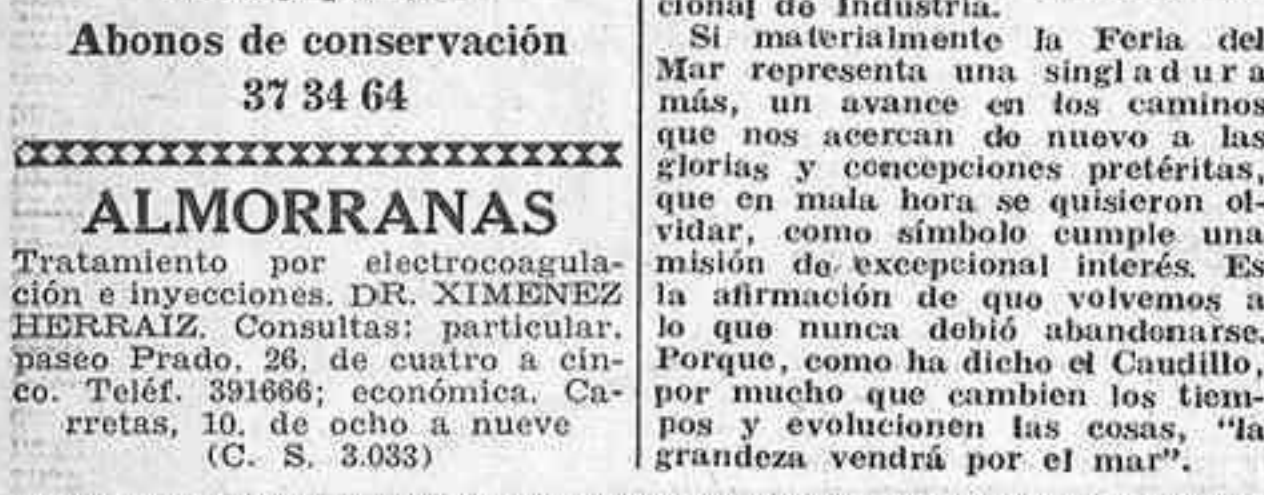 Abonos de conservación
37 34 64
ALMORRANAS
Tratamiento por electrocoagula-
ción e inyecciones. DR. XIMENEZ
HERRAIZ. Consultas: particular,
paseo Prado, 26, de cuatro a cin-
co. Teléf. 391666; económica, Ca-
rretas, 10, de ocho a nueve
(C. S. 3.033)
cional de Industria.
Si materialmente la Feria del
Mar representa una singladura
más, un avance en los caminos
que nos acercan de nuevo a las
glorias y concepciones pretéritas,
que en mala hora se quisieron ol-
vidar, como símbolo cumple una
misión de excepcional interés. Es
la afirmación de que volvemos a
lo que nunca debió abandonarse.
Porque, como ha dicho el Caudillo,
por mucho que cambien los tiem-
pos y evolucionen las cosas, "la
grandeza vendrá por el mar".